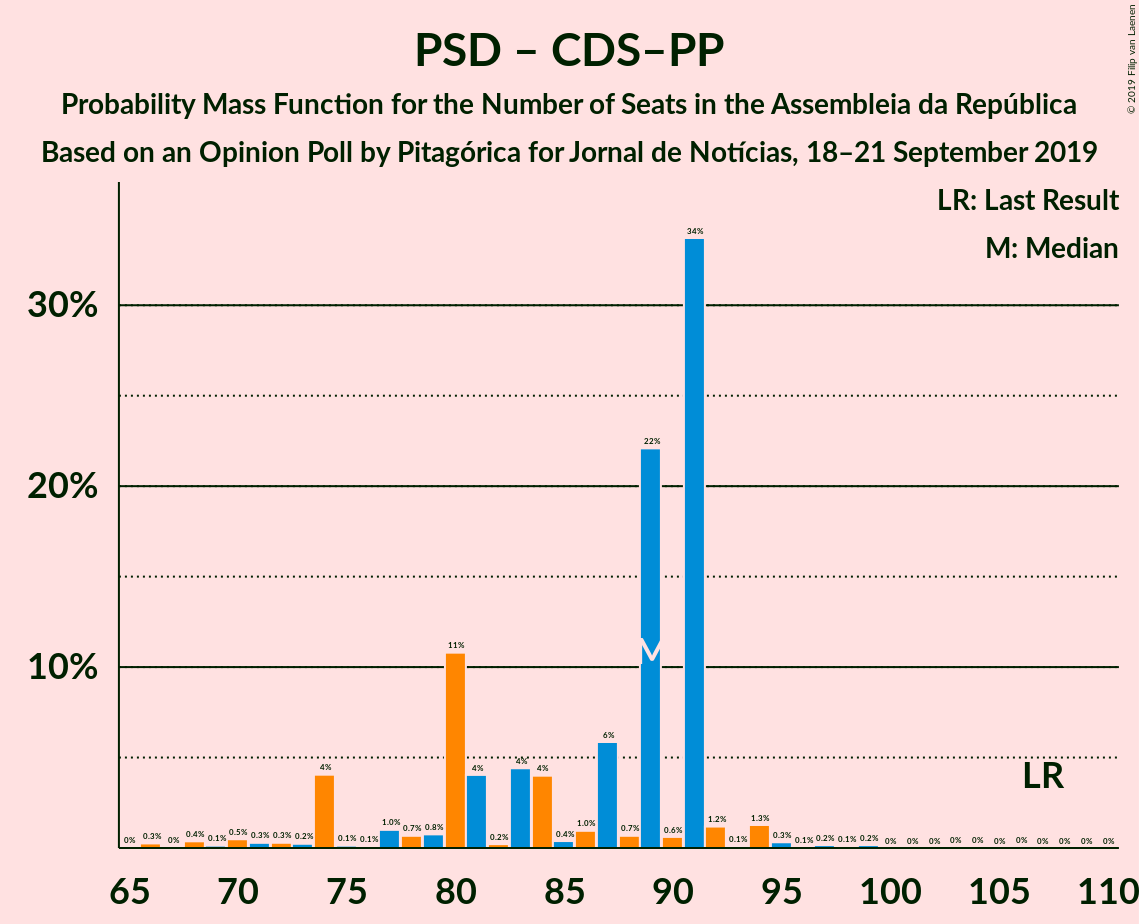 PSD – CDS–PP
Probability Mass Function for the Number of Seats in the Assembleia da República
Based on an Opinion Poll by Pitagórica for Jornal de Notícias, 18–21 September 2019
© 2019 Filip van Laenen
LR: Last Result
M: Median
30%
20%
10%
0% 0.3% 0% 0.4% 0.1% 0.5% 0.3% 0.3% 0.2% 4% 0.1% 0.1% 1.0% 0.7% 0.8% 11% 4% 0.2% 4% 4% 0.4% 1.0% 6% 0.7% 22% 0.6% 34% 1.2% 0.1% 1.3% 0.3% 0.1% 0.2% 0.1% 0.2% 0% 0% 0% 0% 0% 0% 0% 0% 0% 0% 0%
M
LR
65 70 75 80 85 90 95 100 105 110